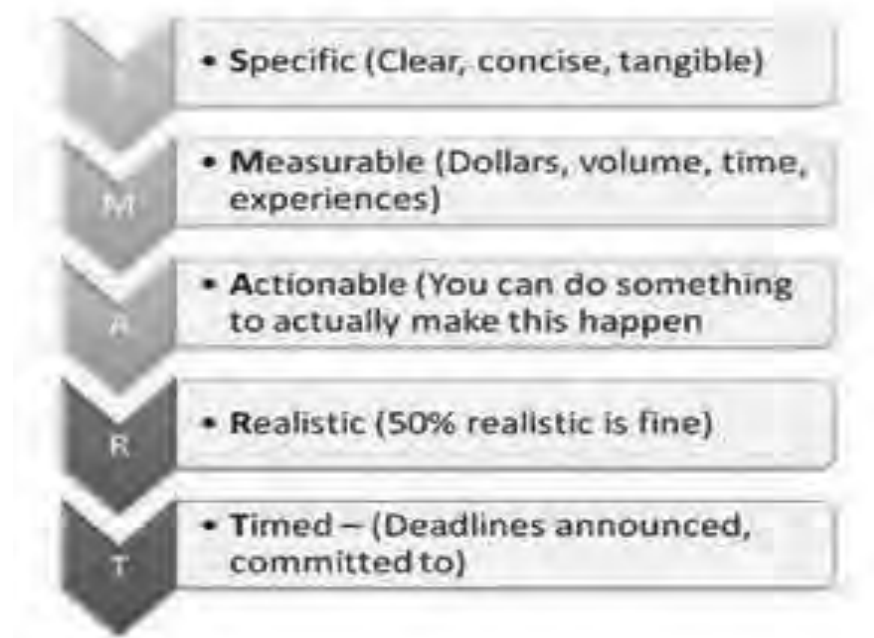 • Specific (Clear, concise, tangible)
M
• Measurable (Dollars, volume, time,
experiences)
A
• Actionable (You can do something
to actually make this happen
R
• Realistic (50% realistic is fine)
T
• Timed – (Deadlines announced,
committed to)